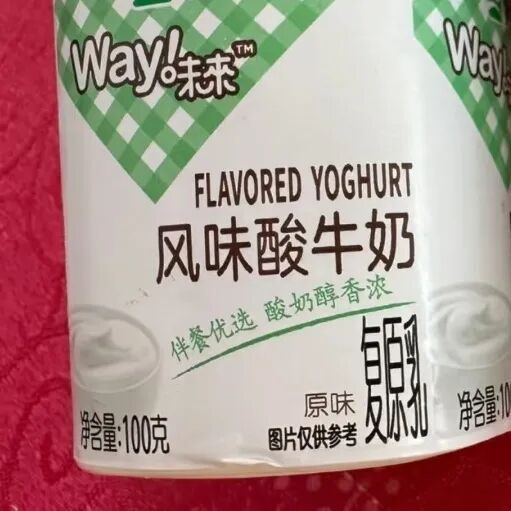 Way!味来™
FLAVORED YOGHURT
风味酸牛奶
伴餐优选 酸奶醇香浓
原味
图片仅供参考
复原乳
净含量:100克
Way!
净含量:10